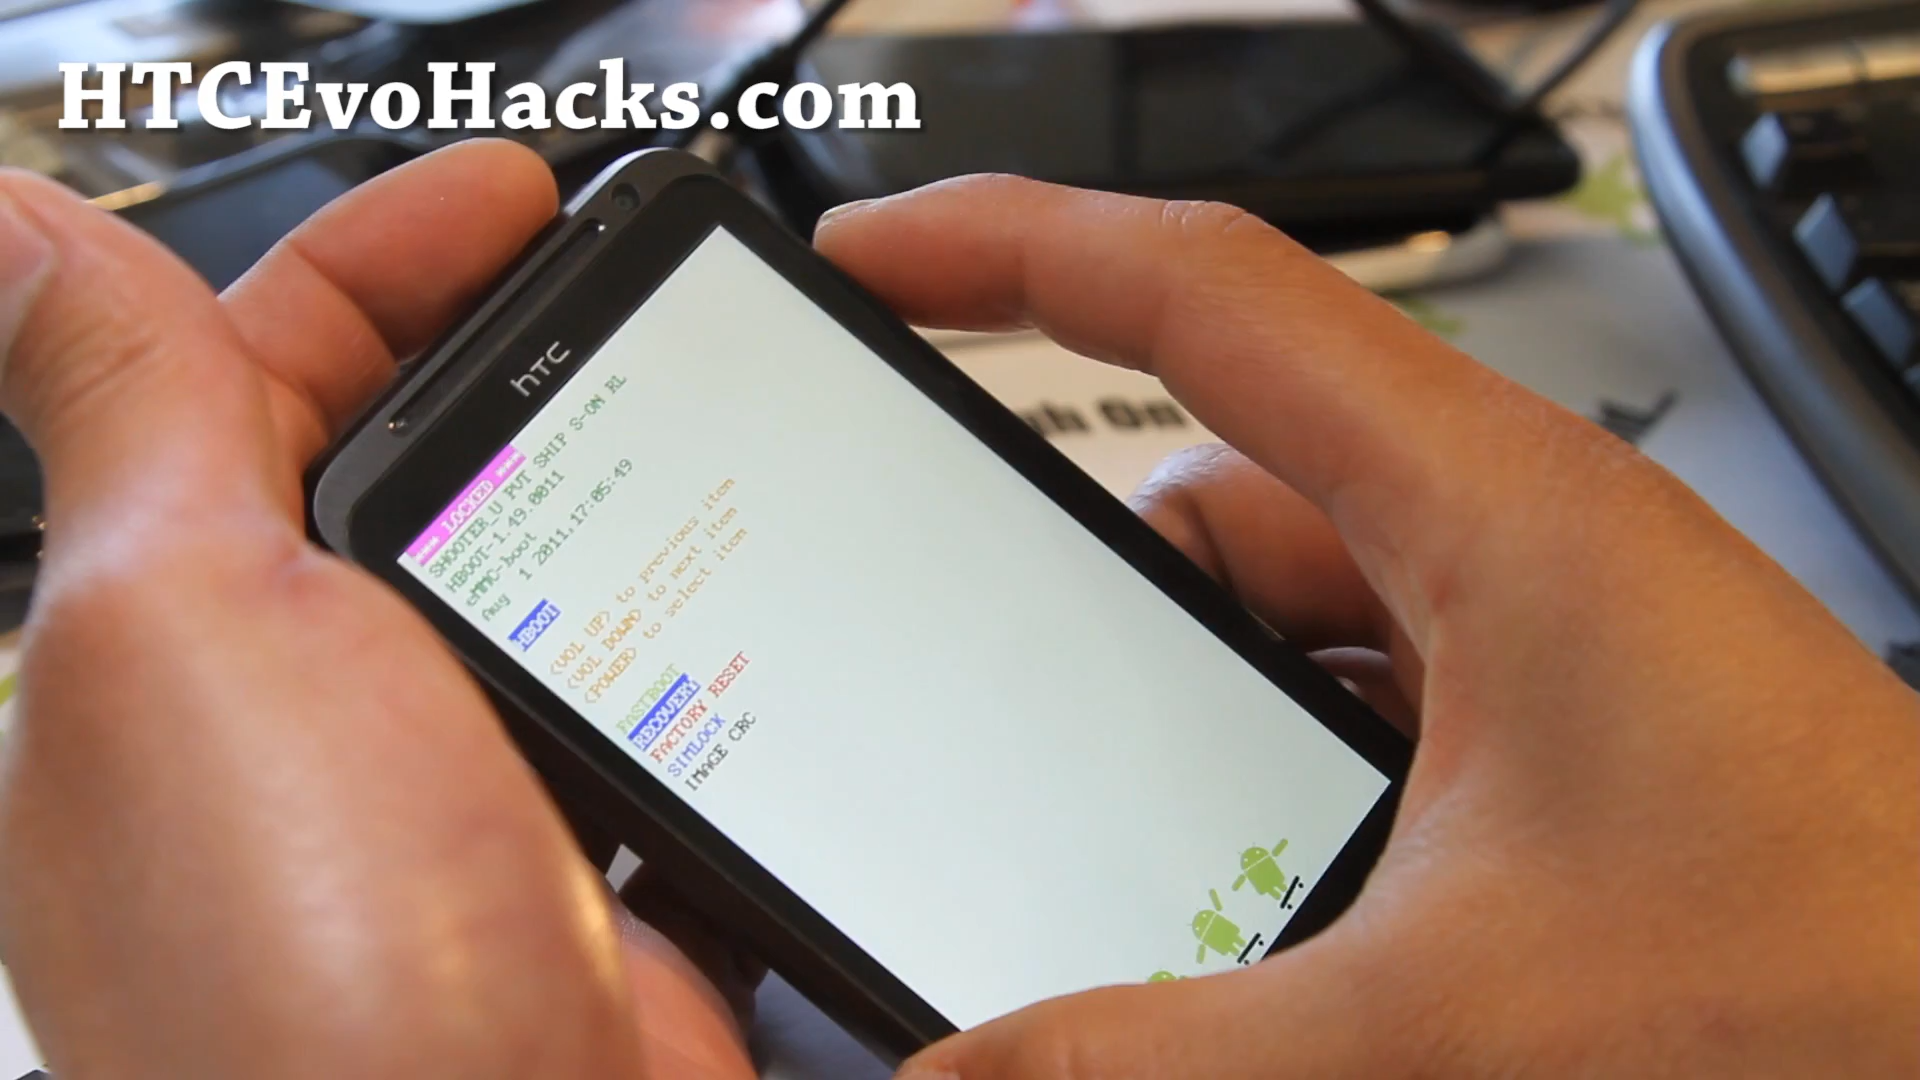 HTCEvoHacks.com
hTC
*** LOCKED ***
SHOOTER_U PVT SHIP S-ON RL
HBOOT-1.49.0011
eMMC-boot
Aug 1 2011,17:05:49
HBOOT
<VOL UP> to previous item
<VOL DOWN> to next item
<POWER> to select item
FASTBOOT
RECOVERY
FACTORY RESET
SIMLOCK
IMAGE CRC
gh On